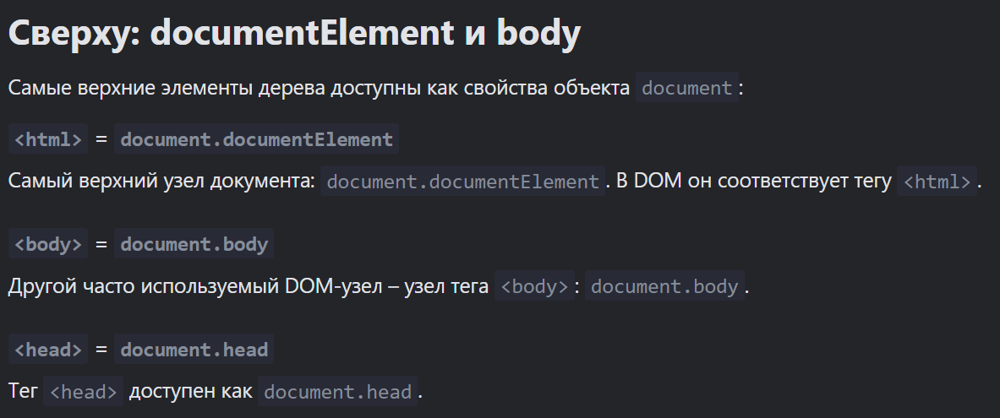 Сверху: documentElement и body
Самые верхние элементы дерева доступны как свойства объекта document:
<html> = document.documentElement
Самый верхний узел документа: document.documentElement. В DOM он соответствует тегу <html>.
<body> = document.body
Другой часто используемый DOM-узел – узел тега <body>: document.body.
<head> = document.head
Тег <head> доступен как document.head.